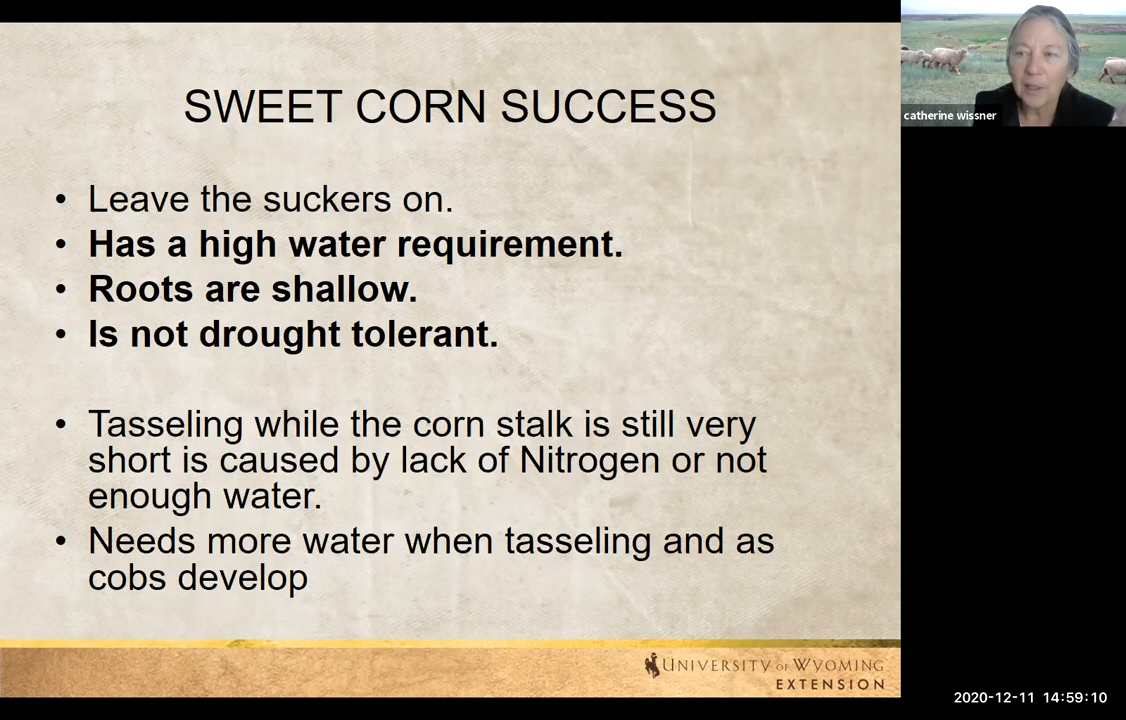 SWEET CORN SUCCESS
• Leave the suckers on.
• Has a high water requirement.
• Roots are shallow.
• Is not drought tolerant.
• Tasseling while the corn stalk is still very
short is caused by lack of Nitrogen or not
enough water.
• Needs more water when tasseling and as
cobs develop
UNIVERSITY OF WYOMING
EXTENSION
catherine wissner
2020-12-11 14:59:10